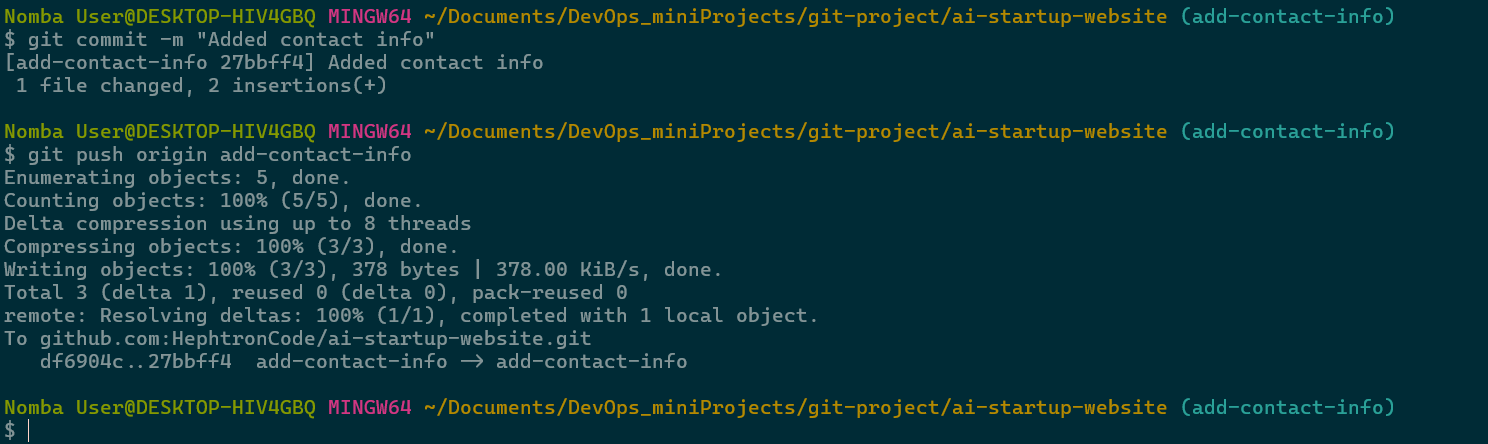 Nomba User@DESKTOP-HIV4GBQ MINGW64 ~/Documents/DevOps_miniProjects/git-project/ai-startup-website (add-contact-info)
$ git commit -m "Added contact info"
[add-contact-info 27bbff4] Added contact info
 1 file changed, 2 insertions(+)

Nomba User@DESKTOP-HIV4GBQ MINGW64 ~/Documents/DevOps_miniProjects/git-project/ai-startup-website (add-contact-info)
$ git push origin add-contact-info
Enumerating objects: 5, done.
Counting objects: 100% (5/5), done.
Delta compression using up to 8 threads
Compressing objects: 100% (3/3), done.
Writing objects: 100% (3/3), 378 bytes | 378.00 KiB/s, done.
Total 3 (delta 1), reused 0 (delta 0), pack-reused 0
remote: Resolving deltas: 100% (1/1), completed with 1 local object.
To github.com:HephtronCode/ai-startup-website.git
   df6904c..27bbff4  add-contact-info -> add-contact-info

Nomba User@DESKTOP-HIV4GBQ MINGW64 ~/Documents/DevOps_miniProjects/git-project/ai-startup-website (add-contact-info)
$